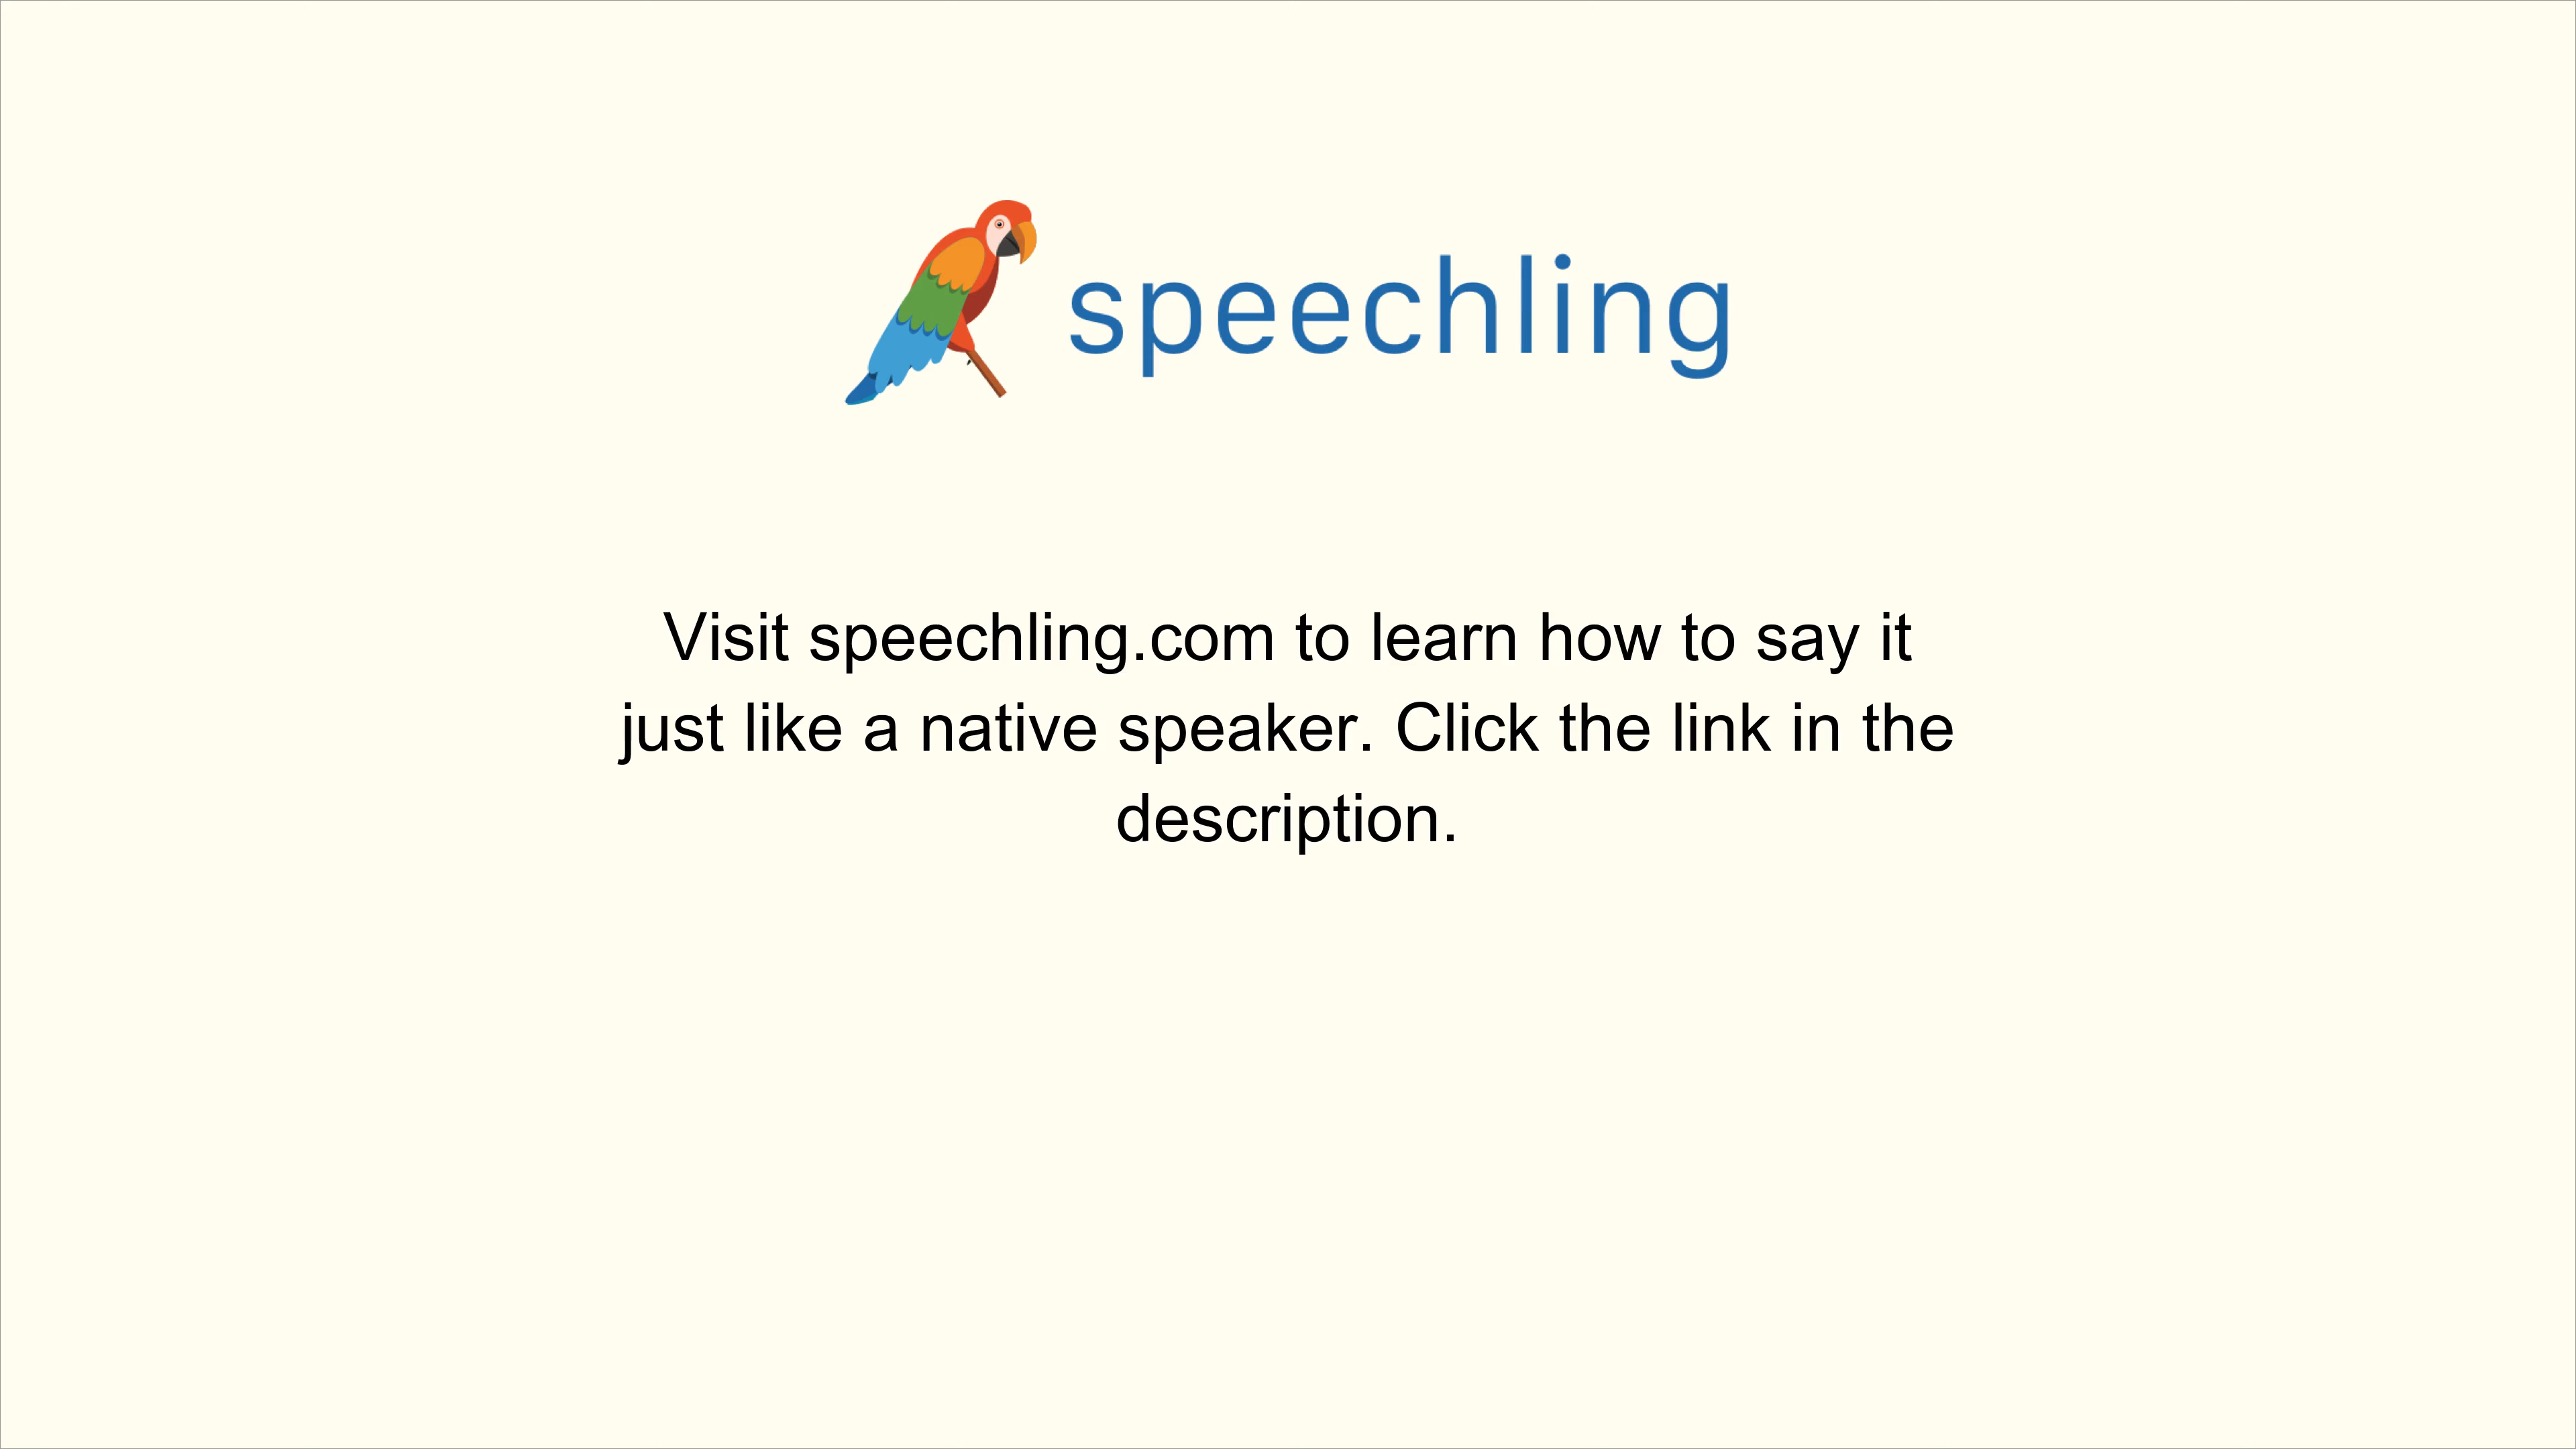 speechling
Visit speechling.com to learn how to say it
just like a native speaker. Click the link in the
description.